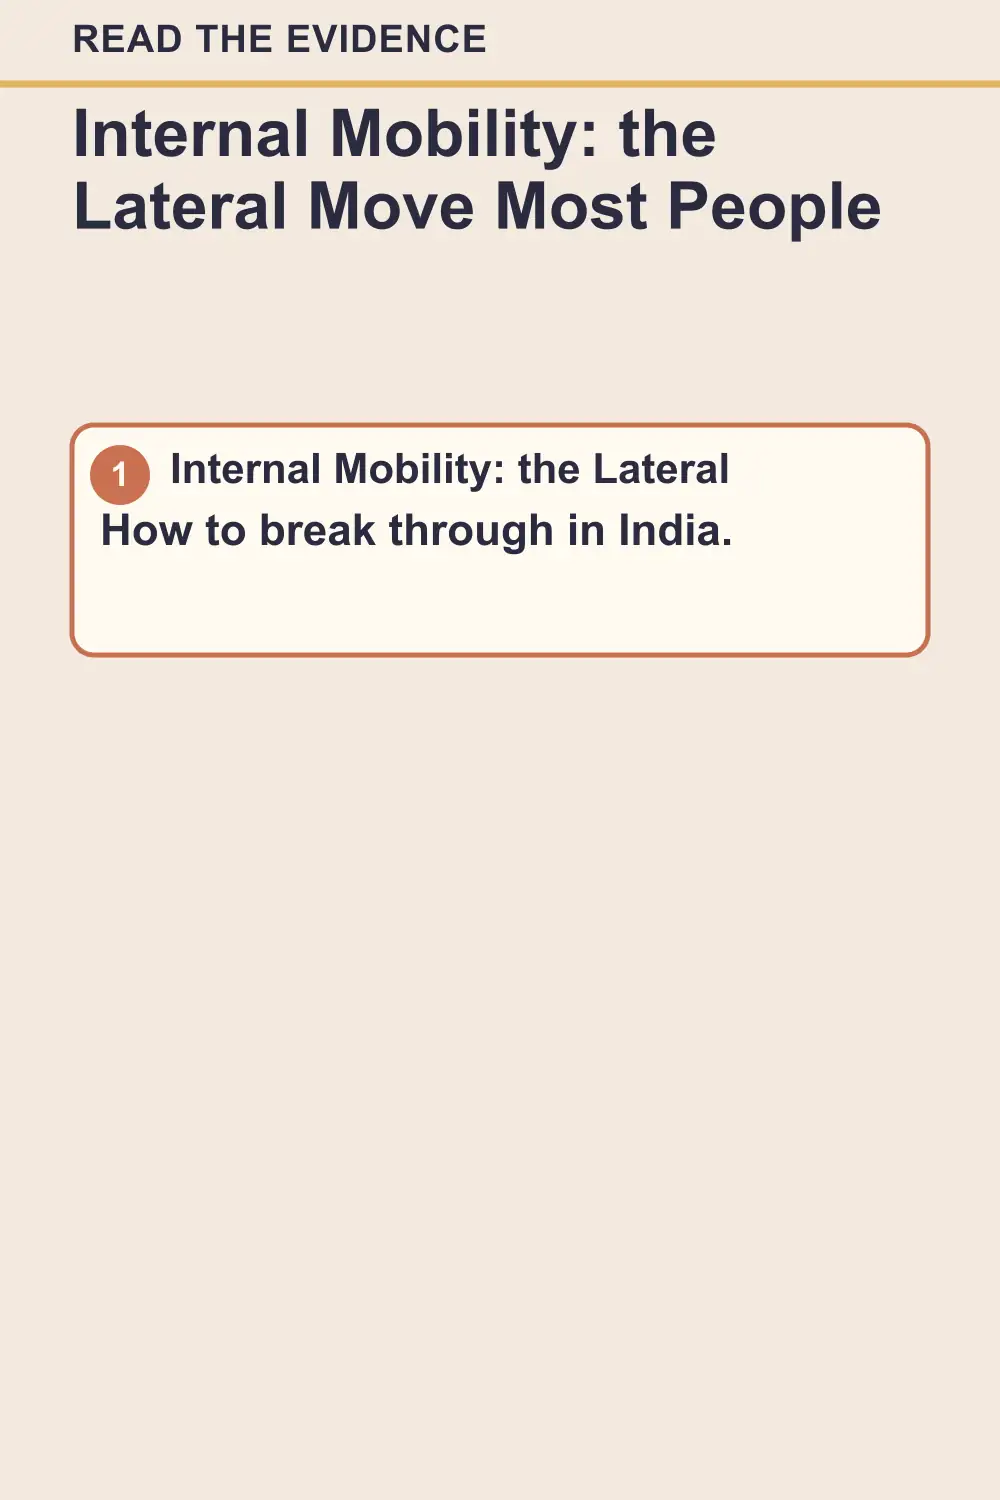 READ THE EVIDENCE
Internal Mobility: the
Lateral Move Most People
1 Internal Mobility: the Lateral
How to break through in India.